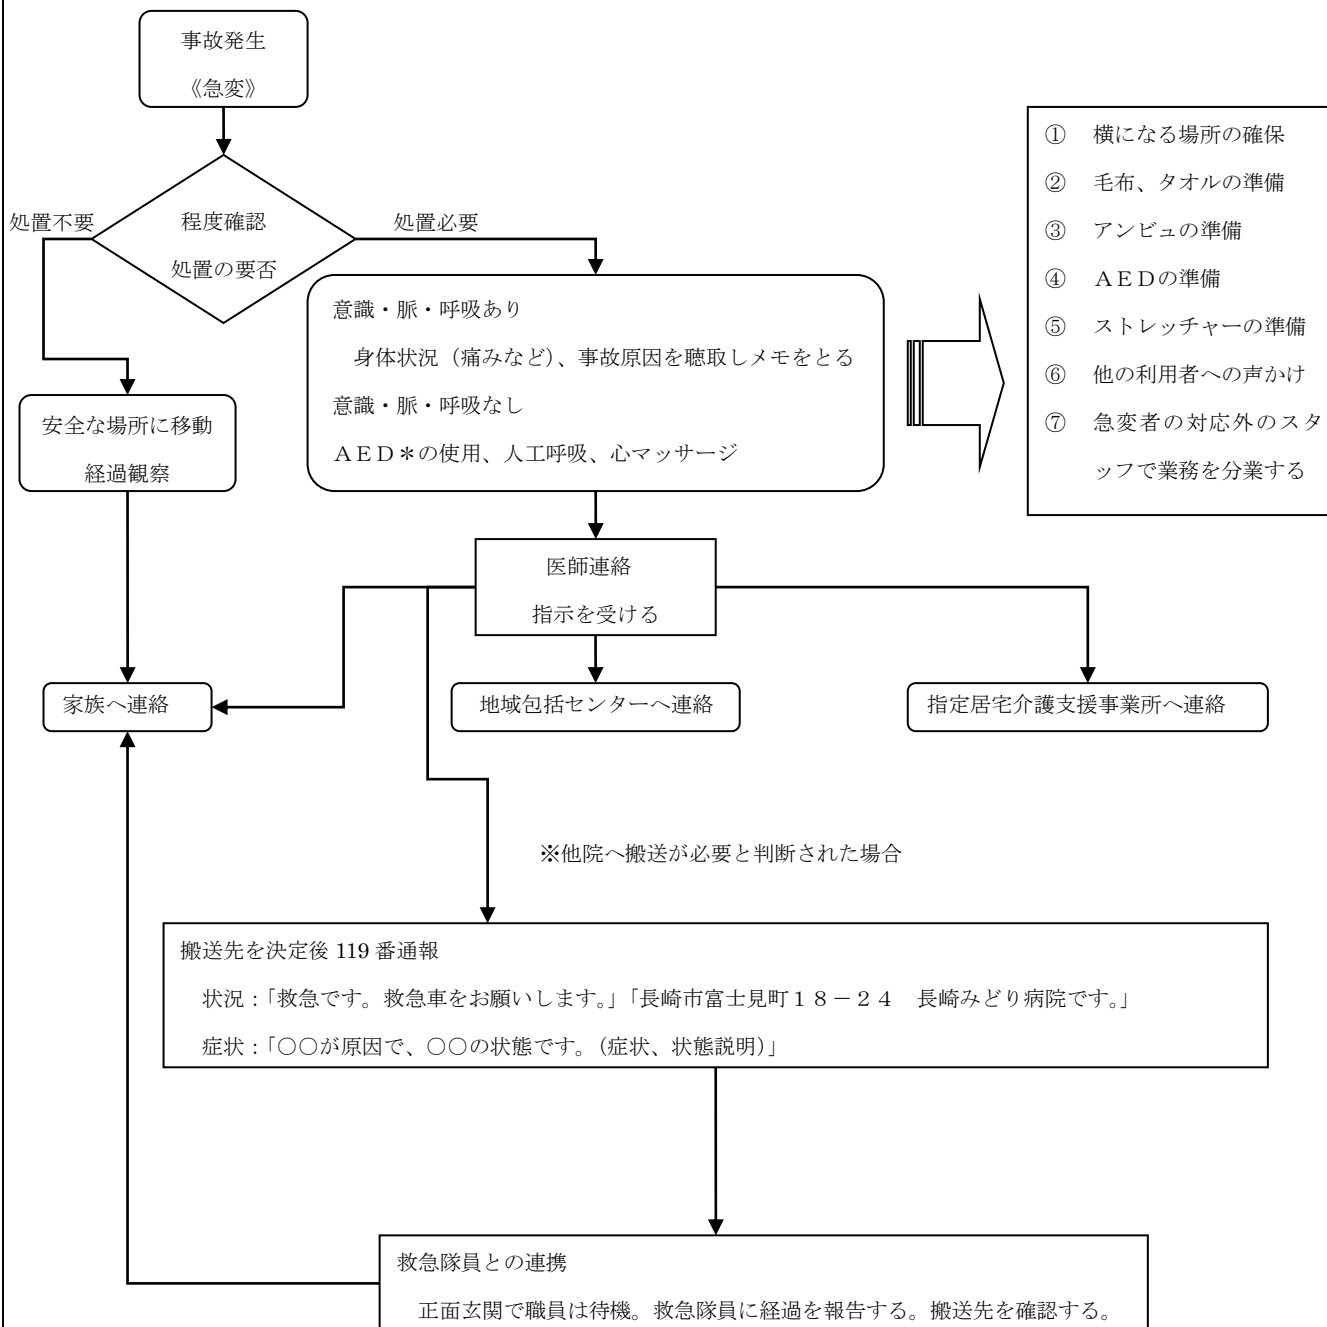 事故発生
《急変》
処置不要
程度確認
処置の要否
処置必要
意識・脈・呼吸あり
身体状況（痛みなど）、事故原因を聴取しメモをとる
意識・脈・呼吸なし
ＡＥＤ＊の使用、人工呼吸、心マッサージ
① 横になる場所の確保
② 毛布、タオルの準備
③ アンビュの準備
④ ＡＥＤの準備
⑤ ストレッチャーの準備
⑥ 他の利用者への声かけ
⑦ 急変者の対応外のスタ
ッフで業務を分業する
安全な場所に移動
経過観察
医師連絡
指示を受ける
家族へ連絡
地域包括センターへ連絡
指定居宅介護支援事業所へ連絡
※他院へ搬送が必要と判断された場合
搬送先を決定後 119 番通報
状況：「救急です。救急車をお願いします。」「長崎市富士見町１８－２４　長崎みどり病院です。」
症状：「○○が原因で、○○の状態です。（症状、状態説明）」
救急隊員との連携
正面玄関で職員は待機。救急隊員に経過を報告する。搬送先を確認する。